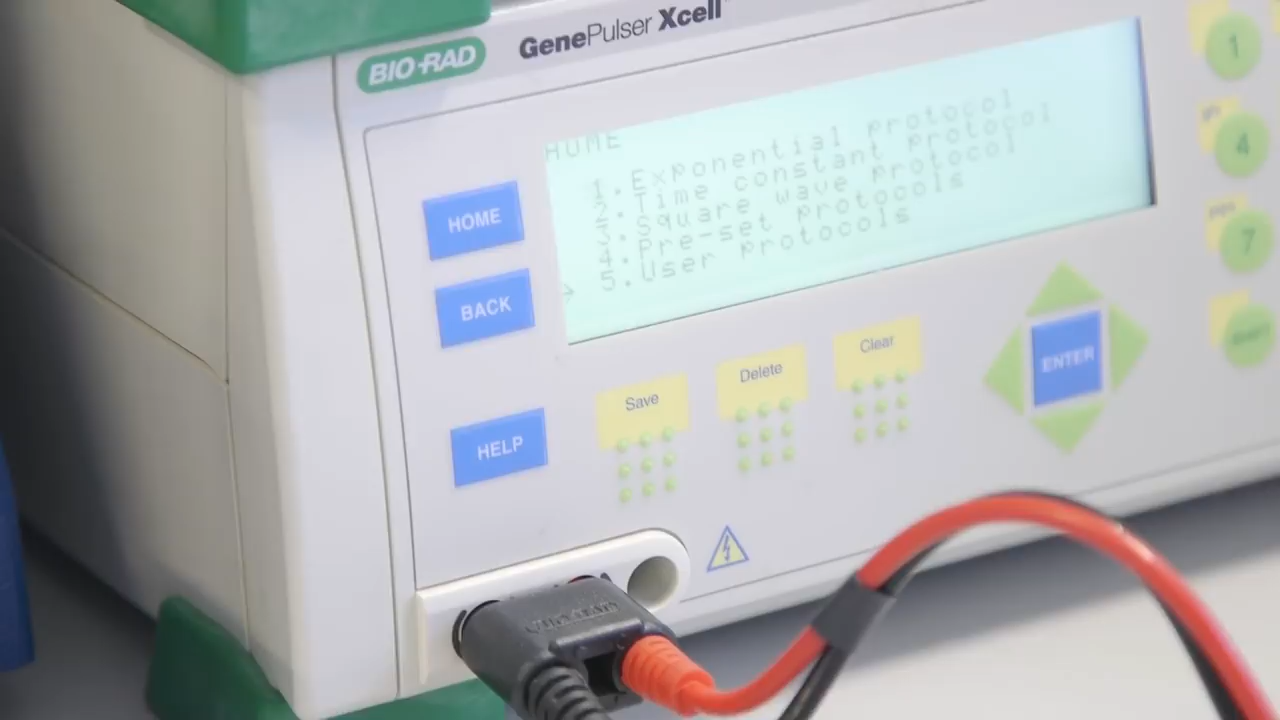 BIO-RAD
GenePulser Xcell
HOME
1.Exponential protocol
2.Time constant protocol
3.Square wave protocol
4.Pre-set protocols
5.User protocols
HOME
BACK
HELP
Save
Delete
Clear
ENTER
1
4
7